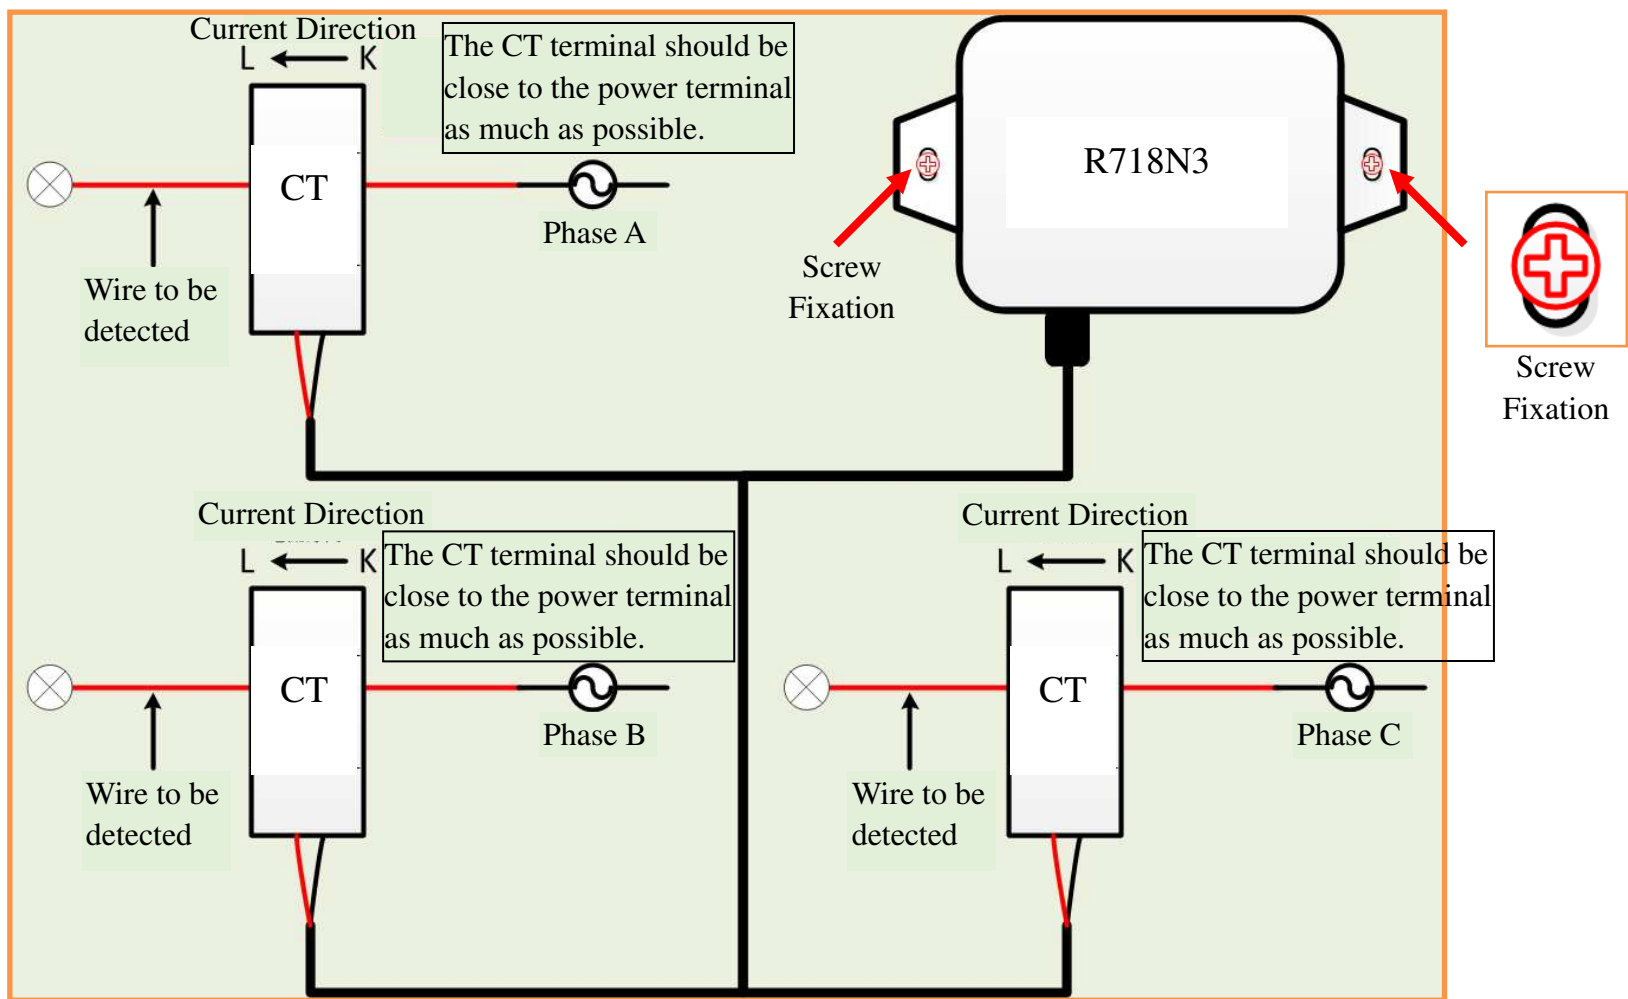 Current Direction
L K
The CT terminal should be
close to the power terminal
as much as possible.
CT
Phase A
Wire to be
detected
R718N3
Screw
Fixation
Screw
Fixation
Current Direction
L K
The CT terminal should be
close to the power terminal
as much as possible.
CT
Phase B
Wire to be
detected
Current Direction
L K
The CT terminal should be
close to the power terminal
as much as possible.
CT
Phase C
Wire to be
detected